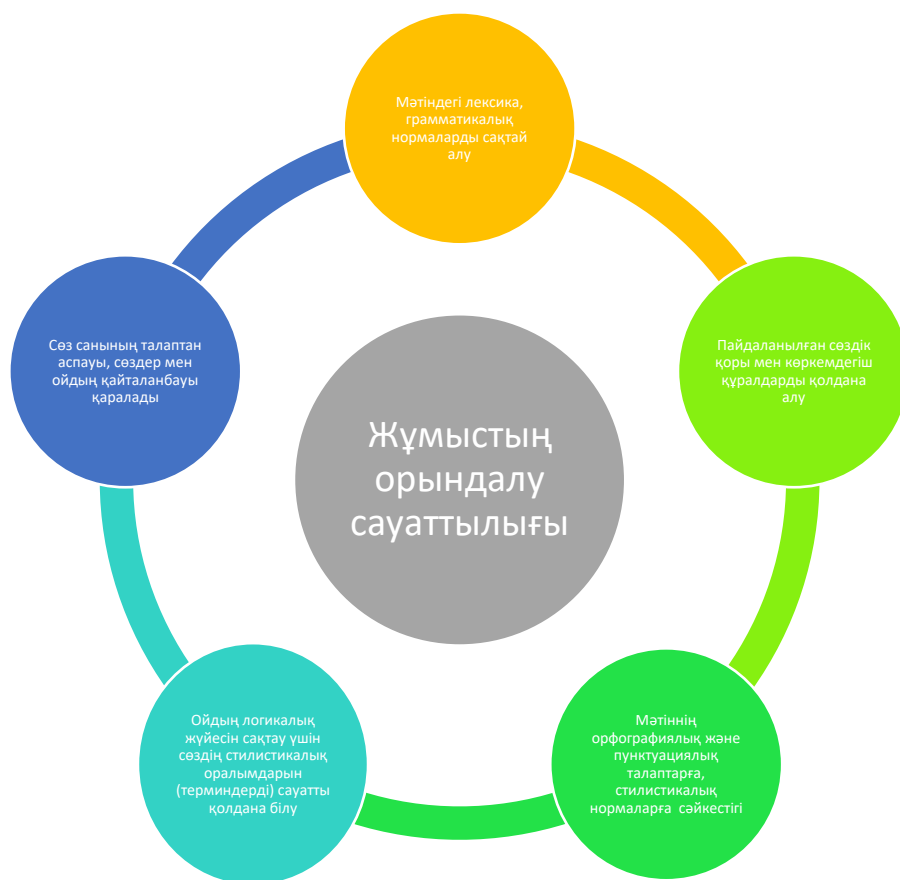 Мәтіндегі лексика,
грамматикалық
нормаларды сақтай
алу
Пайдаланылған сөздік
қоры мен көркемдегіш
құралдарды қолдана
алу
Мәтіннің
орфографиялық және
пунктуациялық
талаптарға,
стилистикалық
нормаларға сәйкестігі
Ойдың логикалық
жүйесін сақтау үшін
сөздің стилистикалық
оралымдарын
(терминдерді) сауатты
қолдана білу
Сөз санының талаптан
аспауы, сөздер мен
ойдың қайталанбауы
қаралады
Жұмыстың
орындалу
сауаттылығы